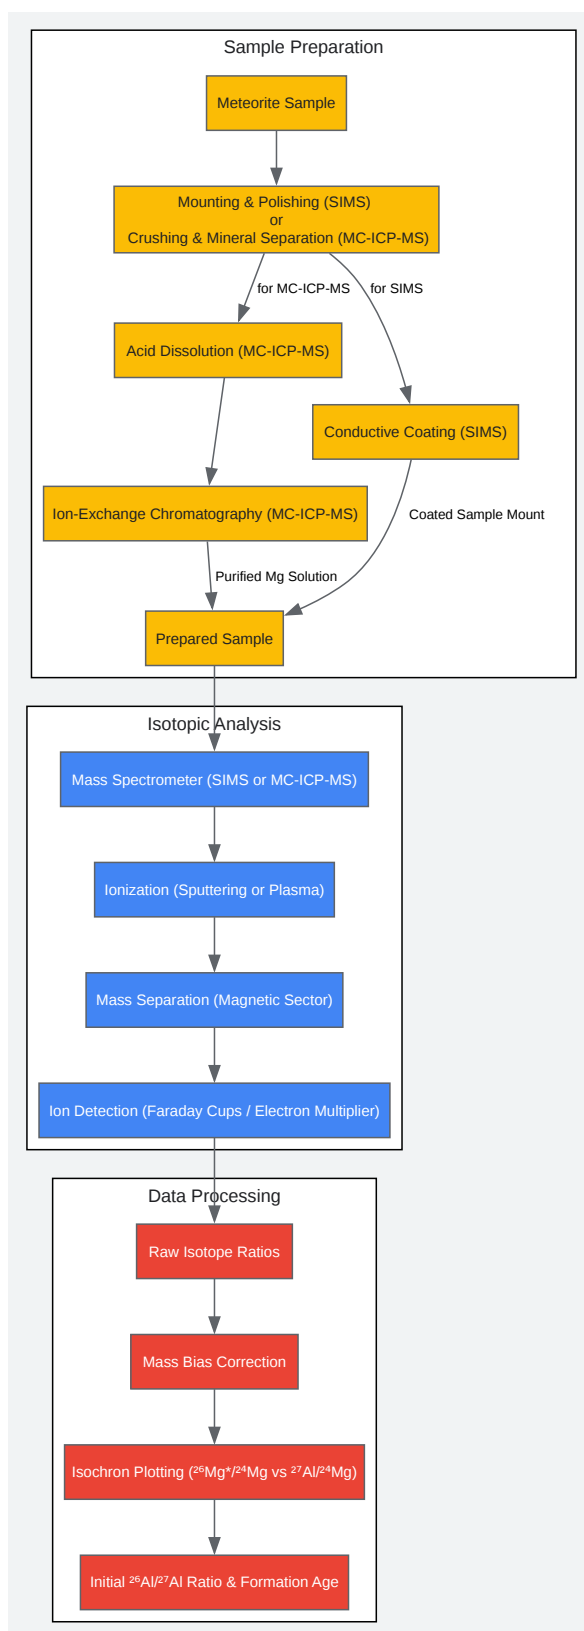 Sample Preparation
Meteorite Sample
Mounting & Polishing (SIMS)
or
Crushing & Mineral Separation (MC-ICP-MS)
for MC-ICP-MS
for SIMS
Acid Dissolution (MC-ICP-MS)
Conductive Coating (SIMS)
Ion-Exchange Chromatography (MC-ICP-MS)
Coated Sample Mount
Purified Mg Solution
Prepared Sample
Isotopic Analysis
Mass Spectrometer (SIMS or MC-ICP-MS)
Ionization (Sputtering or Plasma)
Mass Separation (Magnetic Sector)
Ion Detection (Faraday Cups / Electron Multiplier)
Data Processing
Raw Isotope Ratios
Mass Bias Correction
Isochron Plotting (²⁶Mg*/²⁴Mg vs ²⁷Al/²⁴Mg)
Initial ²⁶Al/²⁷Al Ratio & Formation Age